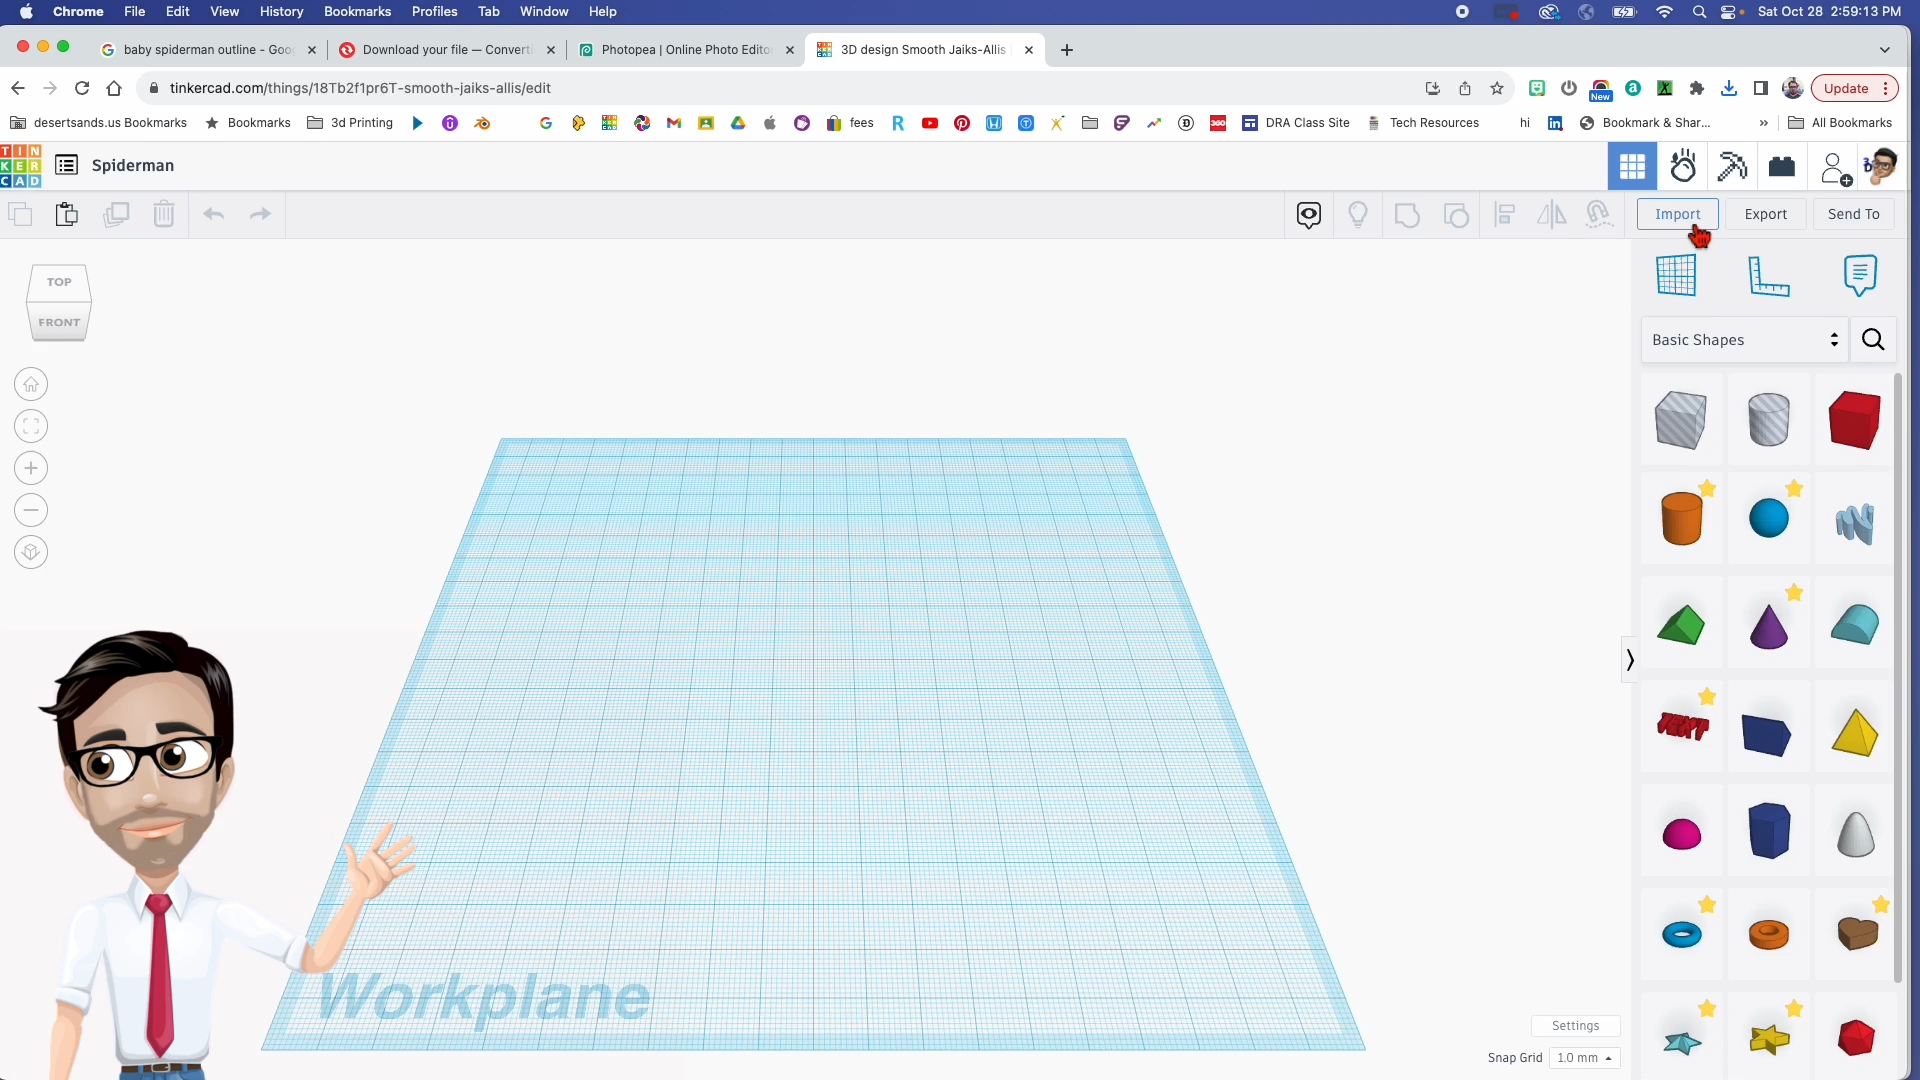 Chrome File Edit View History Bookmarks Profiles Tab Window Help
Sat Oct 28 2:59:13 PM
baby spiderman outline - Goo
Download your file — Converti
Photopea | Online Photo Edito
3D design Smooth Jaiks-Allis
tinkercad.com/things/18Tb2f1pr6T-smooth-jaiks-allis/edit
New
Update
desertsands.us Bookmarks
Bookmarks
3d Printing
fees
360
DRA Class Site
Tech Resources
hi
Bookmark & Shar...
»
All Bookmarks
TIN
KER
CAD
Spiderman
Import
Export
Send To
TOP
FRONT
Basic Shapes
TEXT
Workplane
Settings
Snap Grid 1.0 mm